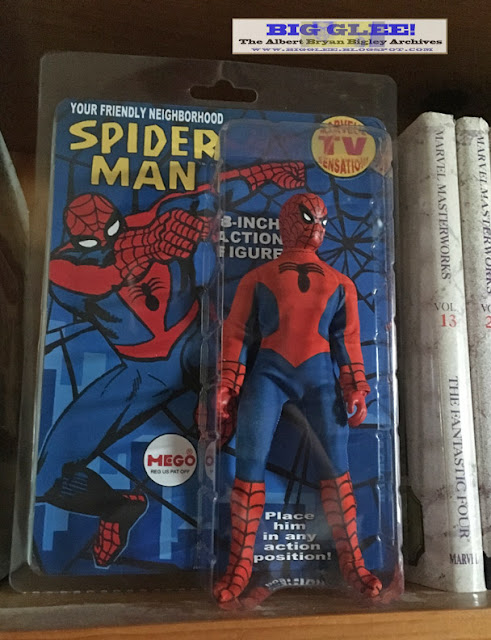 BIG GLEE!
The Albert Bryan Bigley Archives
WWW.BIGGLEE.BLOGSPOT.COM
YOUR FRIENDLY NEIGHBORHOOD
SPIDER
MAN
MARVEL'S
TV
SENSATION!
8-INCH
ACTION
FIGURE
MEGO
REG US PAT OFF
Place
him
in any
action
position!
MARVEL MASTERWORKS
VOL.
13
THE FANTASTIC FOUR
MARVEL
MARVEL MASTERWORKS
VOL.
2